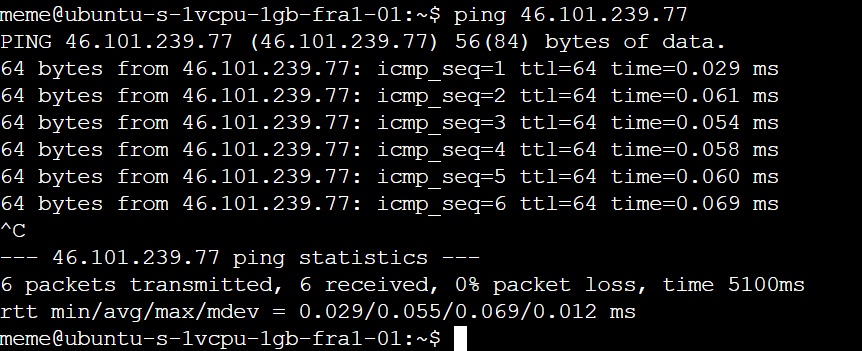 meme@ubuntu-s-1vcpu-1gb-fra1-01:~$ ping 46.101.239.77
PING 46.101.239.77 (46.101.239.77) 56(84) bytes of data.
64 bytes from 46.101.239.77: icmp_seq=1 ttl=64 time=0.029 ms
64 bytes from 46.101.239.77: icmp_seq=2 ttl=64 time=0.061 ms
64 bytes from 46.101.239.77: icmp_seq=3 ttl=64 time=0.054 ms
64 bytes from 46.101.239.77: icmp_seq=4 ttl=64 time=0.058 ms
64 bytes from 46.101.239.77: icmp_seq=5 ttl=64 time=0.060 ms
64 bytes from 46.101.239.77: icmp_seq=6 ttl=64 time=0.069 ms
^C
--- 46.101.239.77 ping statistics ---
6 packets transmitted, 6 received, 0% packet loss, time 5100ms
rtt min/avg/max/mdev = 0.029/0.055/0.069/0.012 ms
meme@ubuntu-s-1vcpu-1gb-fra1-01:~$